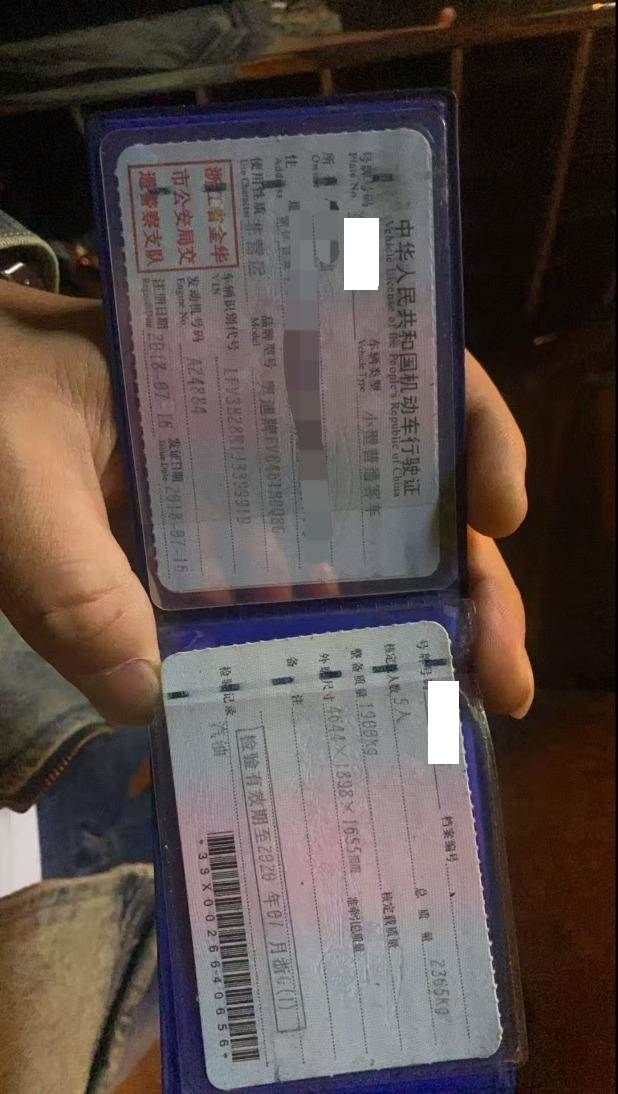 中华人民共和国机动车行驶证
Vehicle License of the People's Republic of China
号牌号码
Plate No.
车辆类型 小型普通客车
Vehicle Type
所
住 址
Address
使用性质 非营运
Use Character
品牌型号 奥迪牌
Model
浙江省金华
市公安局交
通警察支队
车辆识别代号
VIN
发动机号码 A24884
Engine No.
注册日期 2018-07-16
Register Date
发证日期 2018-07-16
Issue Date
号牌号码
档案编号
核定载人数 5人
总质量 2365kg
整备质量 1900kg
核定载质量
外廓尺寸 4644×1898×1655mm
准牵引总质量
备 注
检验有效期至2020年07月浙G(1)
检验记录 汽油
*3SX0026640656*